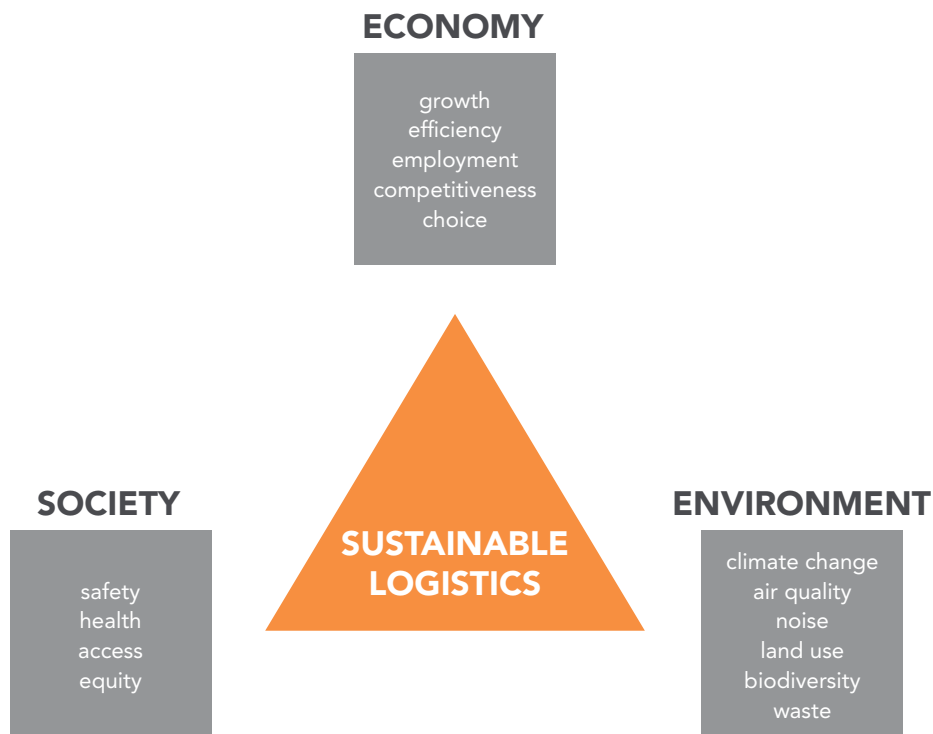 ECONOMY
growth
efficiency
employment
competitiveness
choice
SOCIETY
safety
health
access
equity
SUSTAINABLE
LOGISTICS
ENVIRONMENT
climate change
air quality
noise
land use
biodiversity
waste